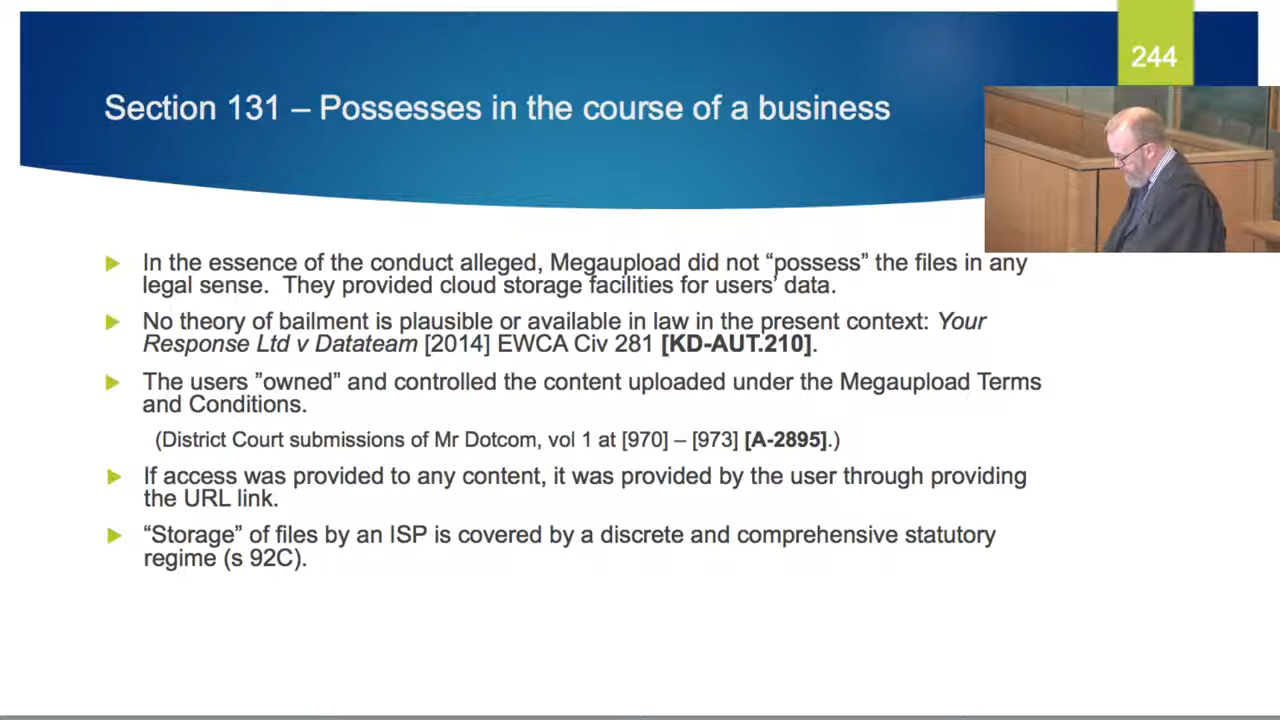 244
Section 131 – Possesses in the course of a business
In the essence of the conduct alleged, Megaupload did not “possess” the files in any
legal sense.  They provided cloud storage facilities for users’ data.
No theory of bailment is plausible or available in law in the present context: Your
Response Ltd v Datateam [2014] EWCA Civ 281 [KD-AUT.210].
The users ”owned” and controlled the content uploaded under the Megaupload Terms
and Conditions.
(District Court submissions of Mr Dotcom, vol 1 at [970] – [973] [A-2895].)
If access was provided to any content, it was provided by the user through providing
the URL link.
“Storage” of files by an ISP is covered by a discrete and comprehensive statutory
regime (s 92C).